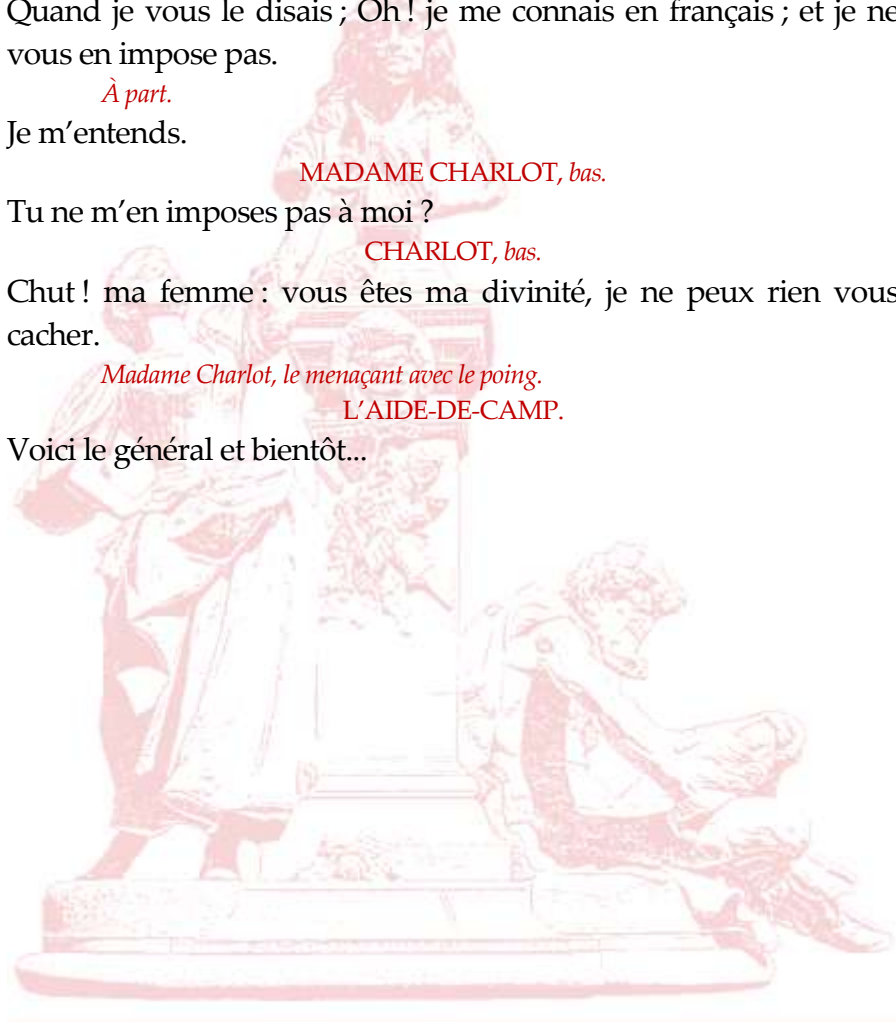 Quand je vous le disais ; Oh ! je me connais en français ; et je ne
vous en impose pas.
À part.
Je m’entends.
MADAME CHARLOT, bas.
Tu ne m’en imposes pas à moi ?
CHARLOT, bas.
Chut ! ma femme : vous êtes ma divinité, je ne peux rien vous
cacher.
Madame Charlot, le menaçant avec le poing.
L’AIDE-DE-CAMP.
Voici le général et bientôt...